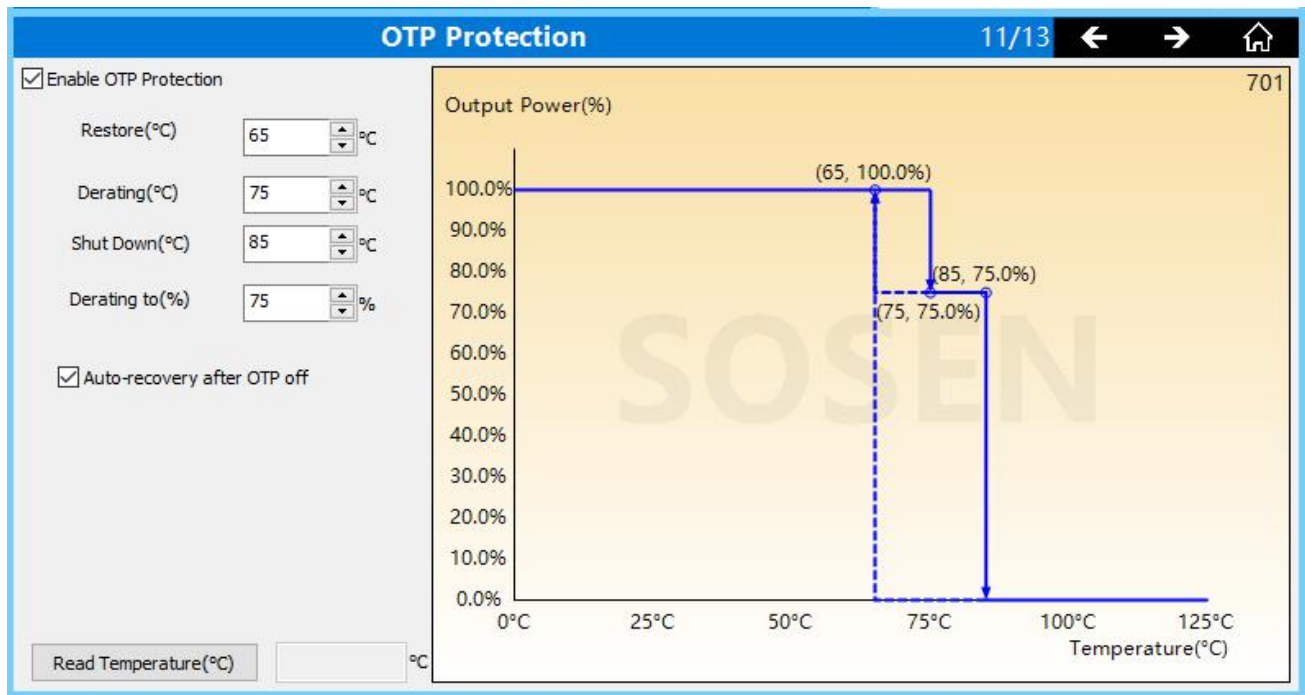 OTP Protection 11/13
Enable OTP Protection
Restore(°C) 65 °C
Derating(°C) 75 °C
Shut Down(°C) 85 °C
Derating to(%) 75 %
Auto-recovery after OTP off
Read Temperature(°C) °C
701
Output Power(%)
(65, 100.0%)
100.0%
90.0%
80.0%
(85, 75.0%)
70.0%
(75, 75.0%)
60.0%
50.0%
40.0%
30.0%
20.0%
10.0%
0.0%
0°C 25°C 50°C 75°C 100°C 125°C
Temperature(°C)
SOSEN